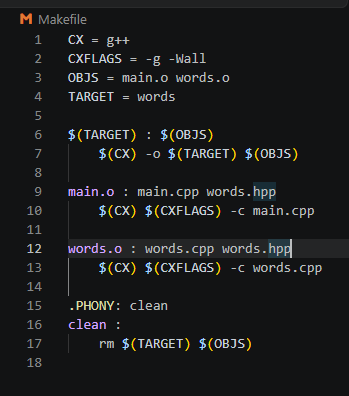 Makefile
1 CX = g++
2 CXFLAGS = -g -Wall
3 OBJS = main.o words.o
4 TARGET = words
5
6 $(TARGET) : $(OBJS)
7     $(CX) -o $(TARGET) $(OBJS)
8
9 main.o : main.cpp words.hpp
10     $(CX) $(CXFLAGS) -c main.cpp
11
12 words.o : words.cpp words.hpp
13     $(CX) $(CXFLAGS) -c words.cpp
14
15 .PHONY: clean
16 clean :
17     rm $(TARGET) $(OBJS)
18